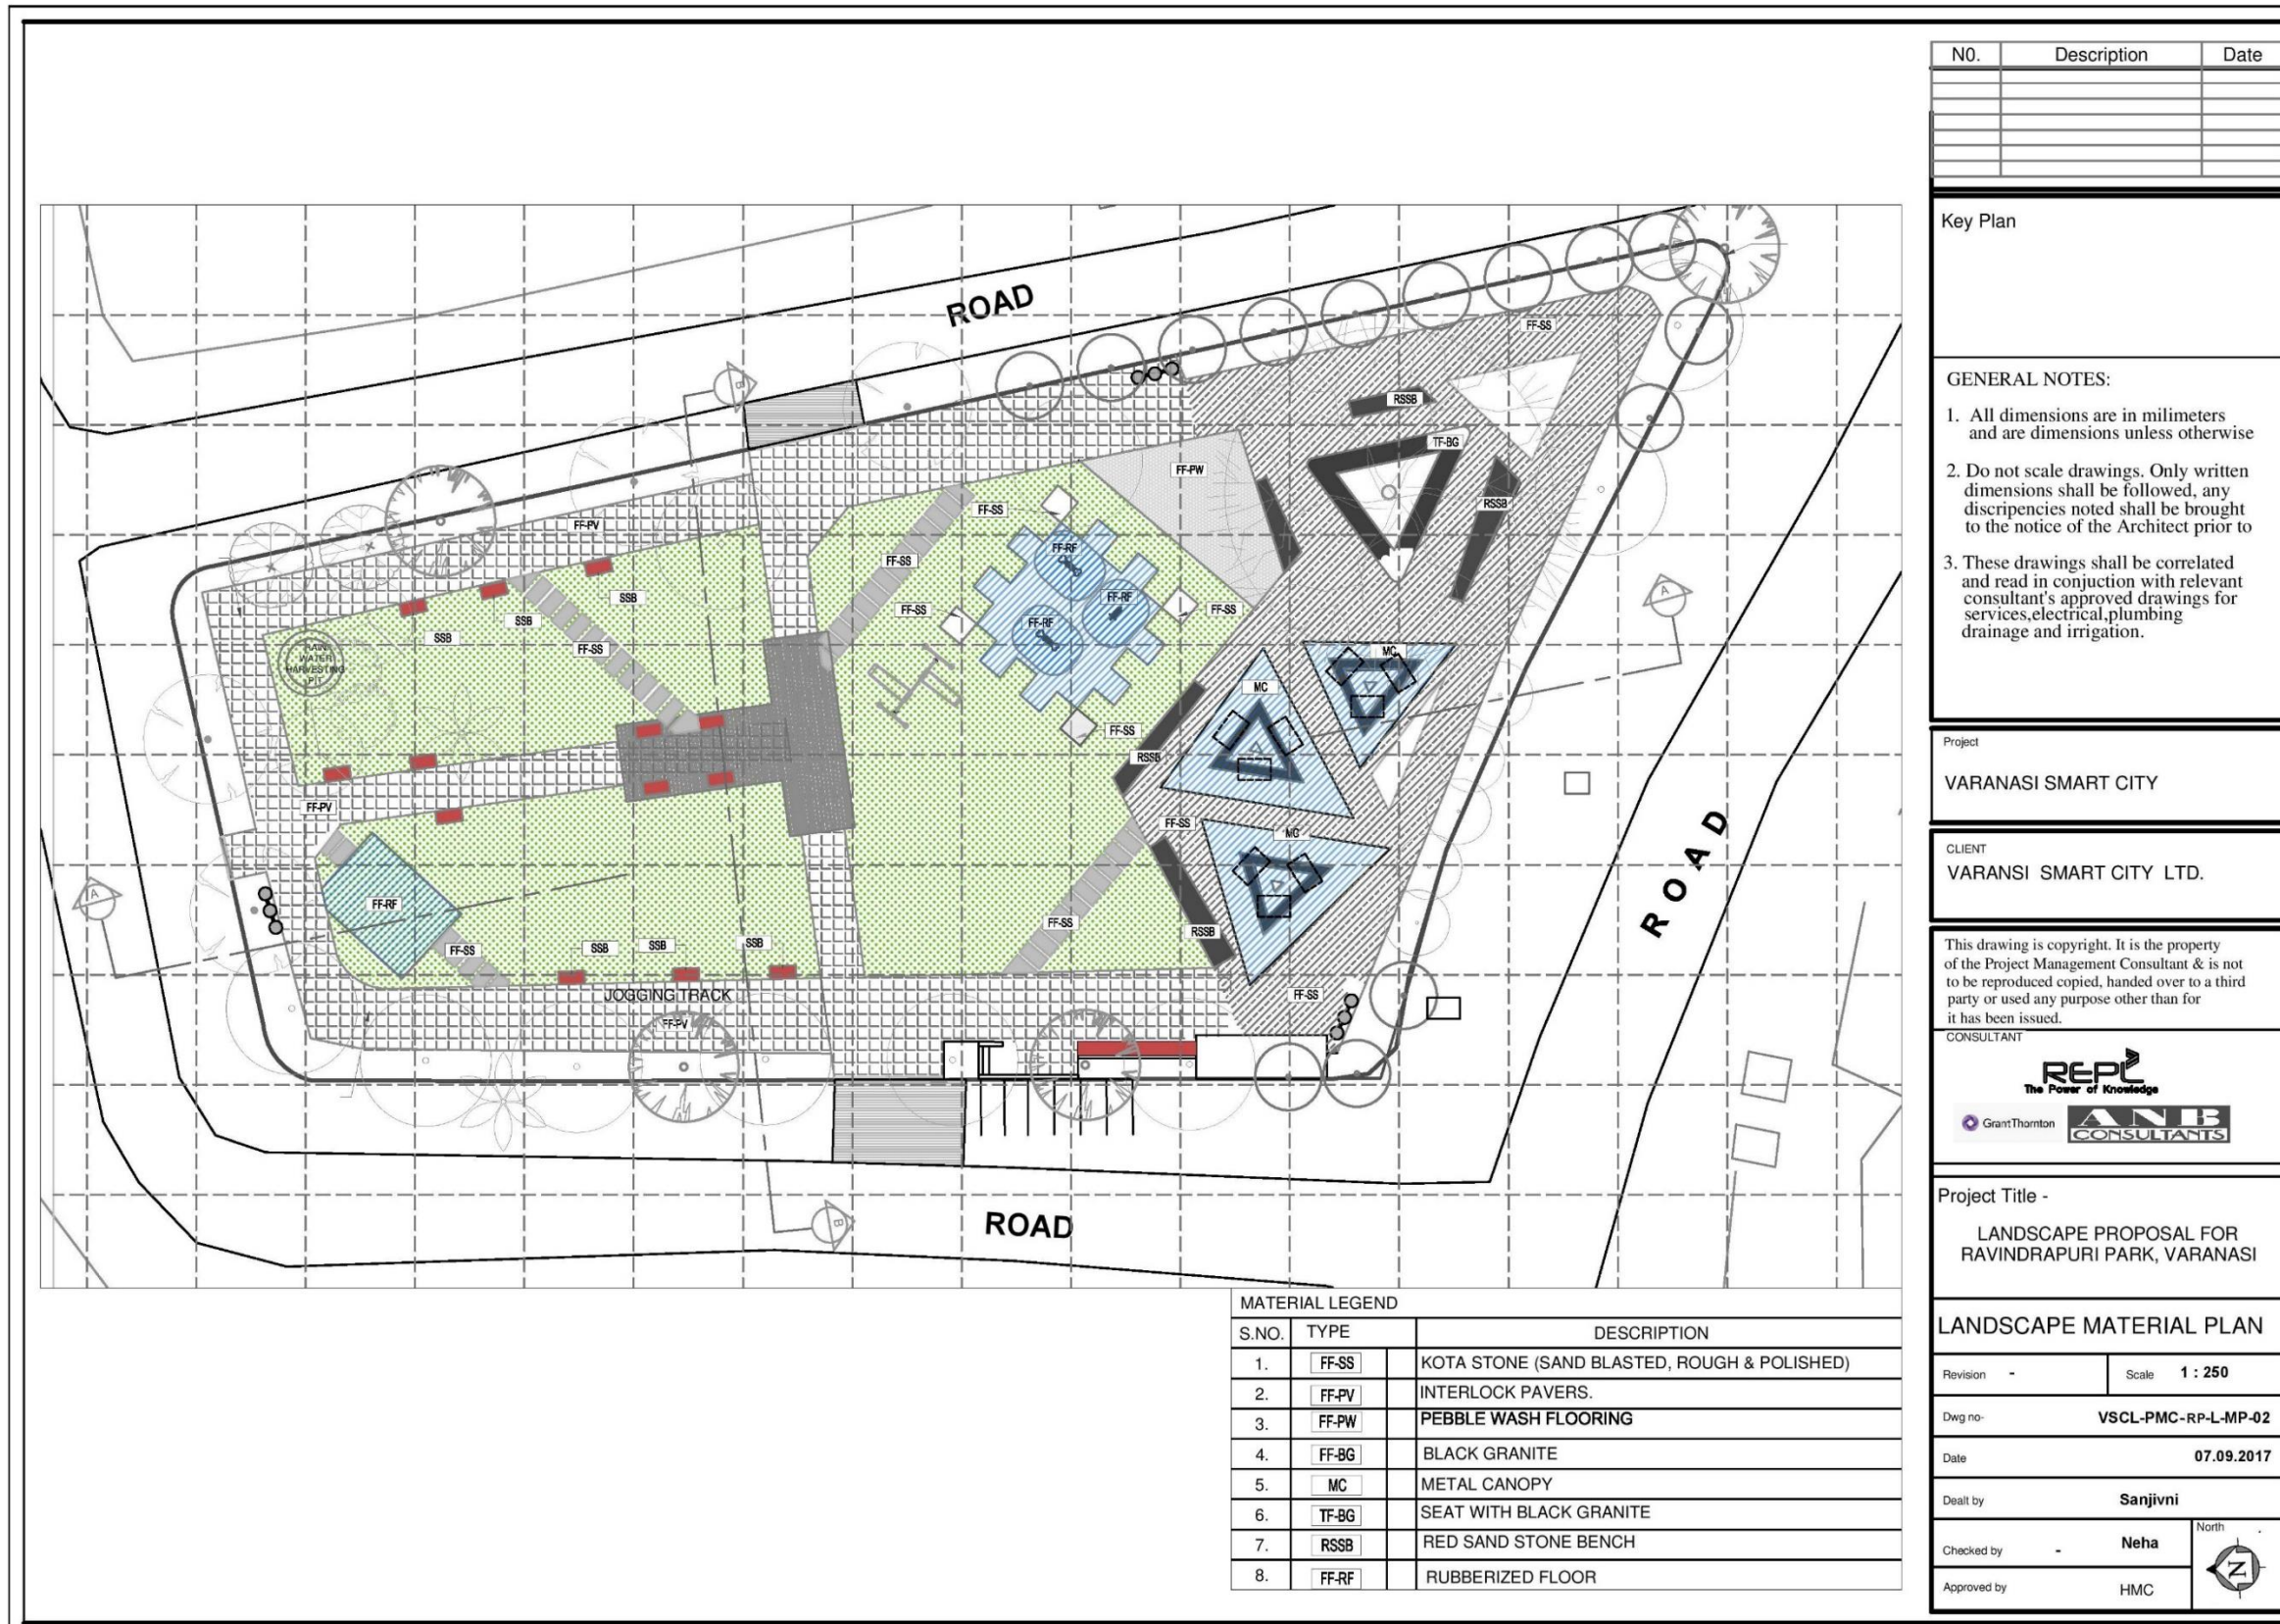 N0. Description Date
Key Plan
GENERAL NOTES:
1. All dimensions are in milimeters
and are dimensions unless otherwise
2. Do not scale drawings. Only written
dimensions shall be followed, any
discripencies noted shall be brought
to the notice of the Architect prior to
3. These drawings shall be correlated
and read in conjuction with relevant
consultant's approved drawings for
services,electrical,plumbing
drainage and irrigation.
Project
VARANASI SMART CITY
CLIENT
VARANSI SMART CITY LTD.
This drawing is copyright. It is the property
of the Project Management Consultant & is not
to be reproduced copied, handed over to a third
party or used any purpose other than for
it has been issued.
CONSULTANT
REPL
The Power of Knowledge
GrantThornton
ANB
CONSULTANTS
Project Title -
LANDSCAPE PROPOSAL FOR
RAVINDRAPURI PARK, VARANASI
LANDSCAPE MATERIAL PLAN
Revision - Scale 1 : 250
Dwg no- VSCL-PMC-RP-L-MP-02
Date 07.09.2017
Dealt by Sanjivni
Checked by - Neha
Approved by HMC
North
N
ROAD
FF-SS
B
RSSB
TF-BG
FF-PW
RSSB
FF-SS
FF-PV
FF-RF
FF-SS
A
FF-RF
SSB
FF-SS
FF-SS
SSB
FF-RF
SSB
FF-SS
MC
RAIN
WATER
HARVESTING
PIT
MC
FF-SS
RSSB
FF-PV
FF-SS
MC
ROAD
A
FF-RF
FF-SS
RSSB
SSB
SSB
SSB
FF-SS
JOGGING TRACK
FF-SS
FF-PV
B
ROAD
MATERIAL LEGEND
S.NO. TYPE DESCRIPTION
1. FF-SS KOTA STONE (SAND BLASTED, ROUGH & POLISHED)
2. FF-PV INTERLOCK PAVERS.
3. FF-PW PEBBLE WASH FLOORING
4. FF-BG BLACK GRANITE
5. MC METAL CANOPY
6. TF-BG SEAT WITH BLACK GRANITE
7. RSSB RED SAND STONE BENCH
8. FF-RF RUBBERIZED FLOOR